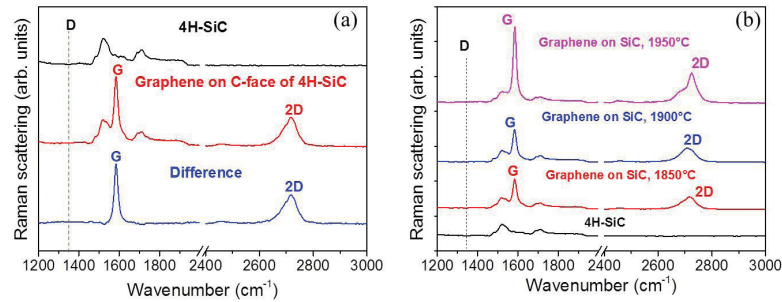 (a)
D
4H-SiC
G
Graphene on C-face of 4H-SiC
2D
G
Difference
2D
Raman scattering (arb. units)
1200 1400 1600 1800 2000 2400 2600 2800 3000
Wavenumber (cm-1)
(b)
D
G
Graphene on SiC, 1950°C
2D
G
Graphene on SiC, 1900°C
2D
G
Graphene on SiC, 1850°C
2D
4H-SiC
Raman scattering (arb. units)
1200 1400 1600 1800 2400 2600 2800 3000
Wavenumber (cm-1)